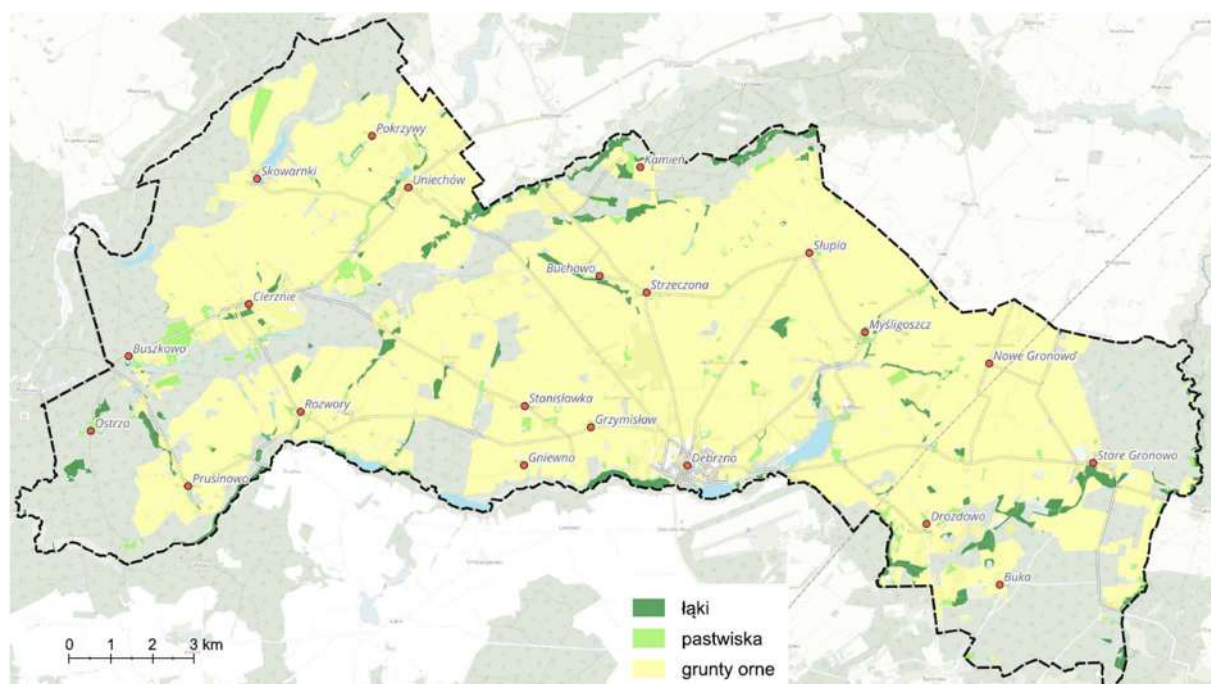 Pokrzywy
Kamień
Skowarnki
Uniechów
Słupia
Buchowo
Strzeczona
Cierznie
Myśligoszcz
Buszkowo
Nowe Gronowo
Rozwory
Stanisławka
Ostrza
Grzymisław
Gniewno
Debrzno
Stare Gronowo
Prusinowo
Drozdowo
Buka
łąki
pastwiska
grunty orne
0 1 2 3 km